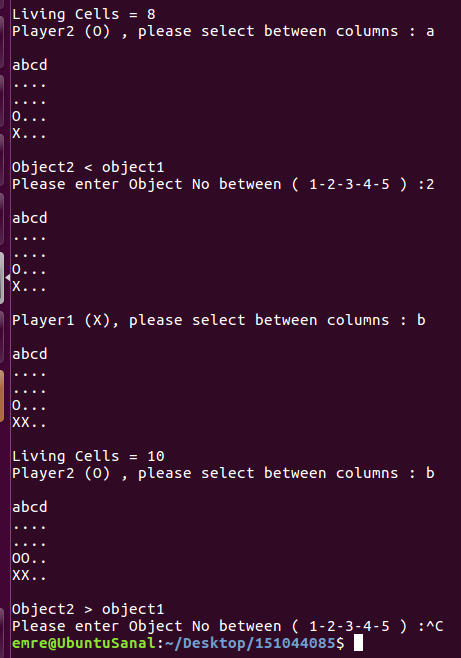 Living Cells = 8
Player2 (O) , please select between columns : a
abcd
....
....
O...
X...
Object2 < object1
Please enter Object No between ( 1-2-3-4-5 ) :2
abcd
....
....
O...
X...
Player1 (X), please select between columns : b
abcd
....
....
O...
XX..
Living Cells = 10
Player2 (O) , please select between columns : b
abcd
....
....
OO..
XX..
Object2 > object1
Please enter Object No between ( 1-2-3-4-5 ) :^C
emre@UbuntuSanal:~/Desktop/151044085$